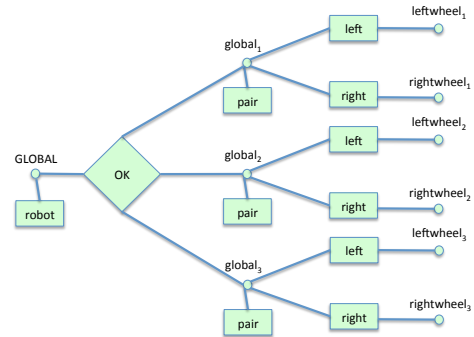 leftwheel₁
left
global₁
rightwheel₁
pair
right
leftwheel₂
left
GLOBAL
global₂
OK
rightwheel₂
robot
pair
right
leftwheel₃
left
global₃
rightwheel₃
pair
right